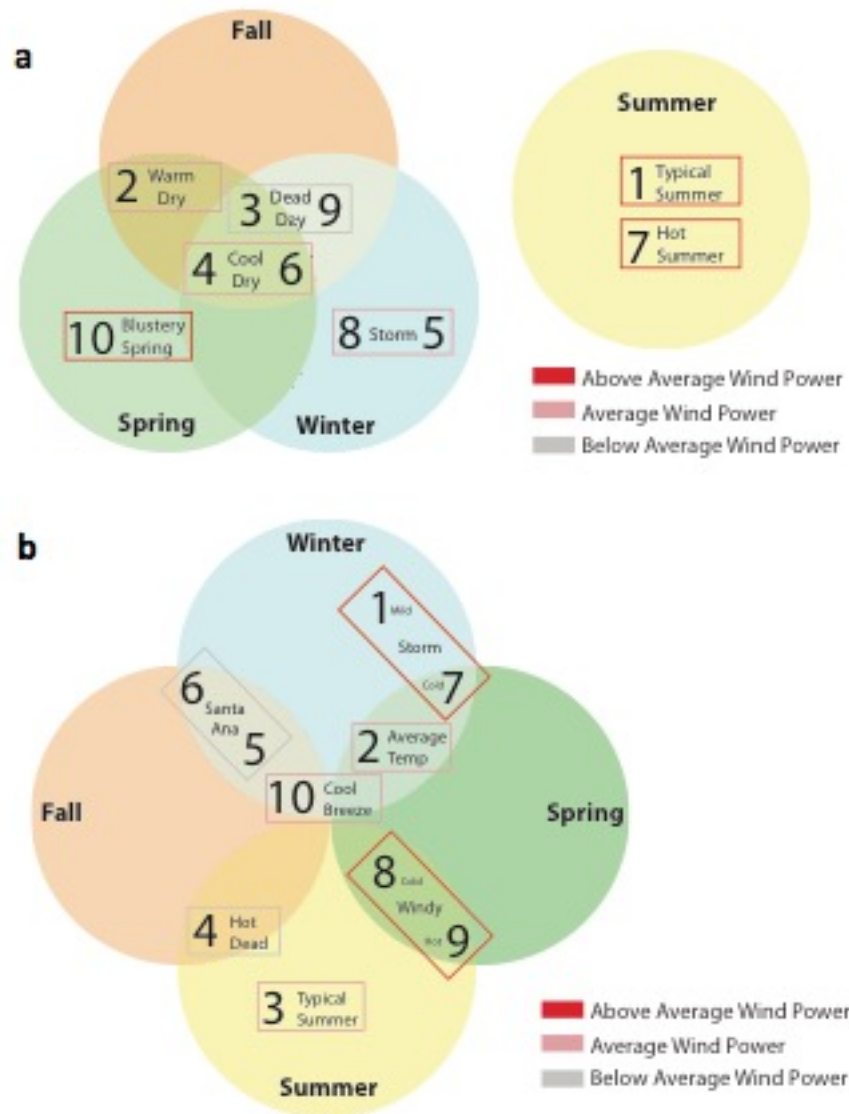 a
Fall
Summer
2 Warm
Dry
3 Dead 9
Day
4 Cool 6
Dry
10 Blustery
Spring
8 Storm 5
1 Typical
Summer
7 Hot
Summer
Spring
Winter
Above Average Wind Power
Average Wind Power
Below Average Wind Power
b
Winter
1 Mild
Storm
Cold 7
6
Santa
Ana
5
2 Average
Temp
10 Cool
Breeze
Fall
Spring
8 Cold
Windy
Hot 9
4 Hot
Dead
3 Typical
Summer
Summer
Above Average Wind Power
Average Wind Power
Below Average Wind Power